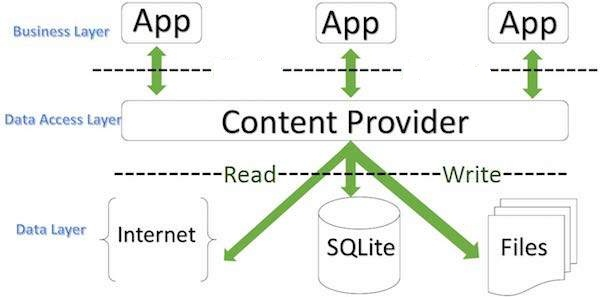 Business Layer App App App
Data Access Layer Content Provider
Read Write
Data Layer Internet SQLite Files